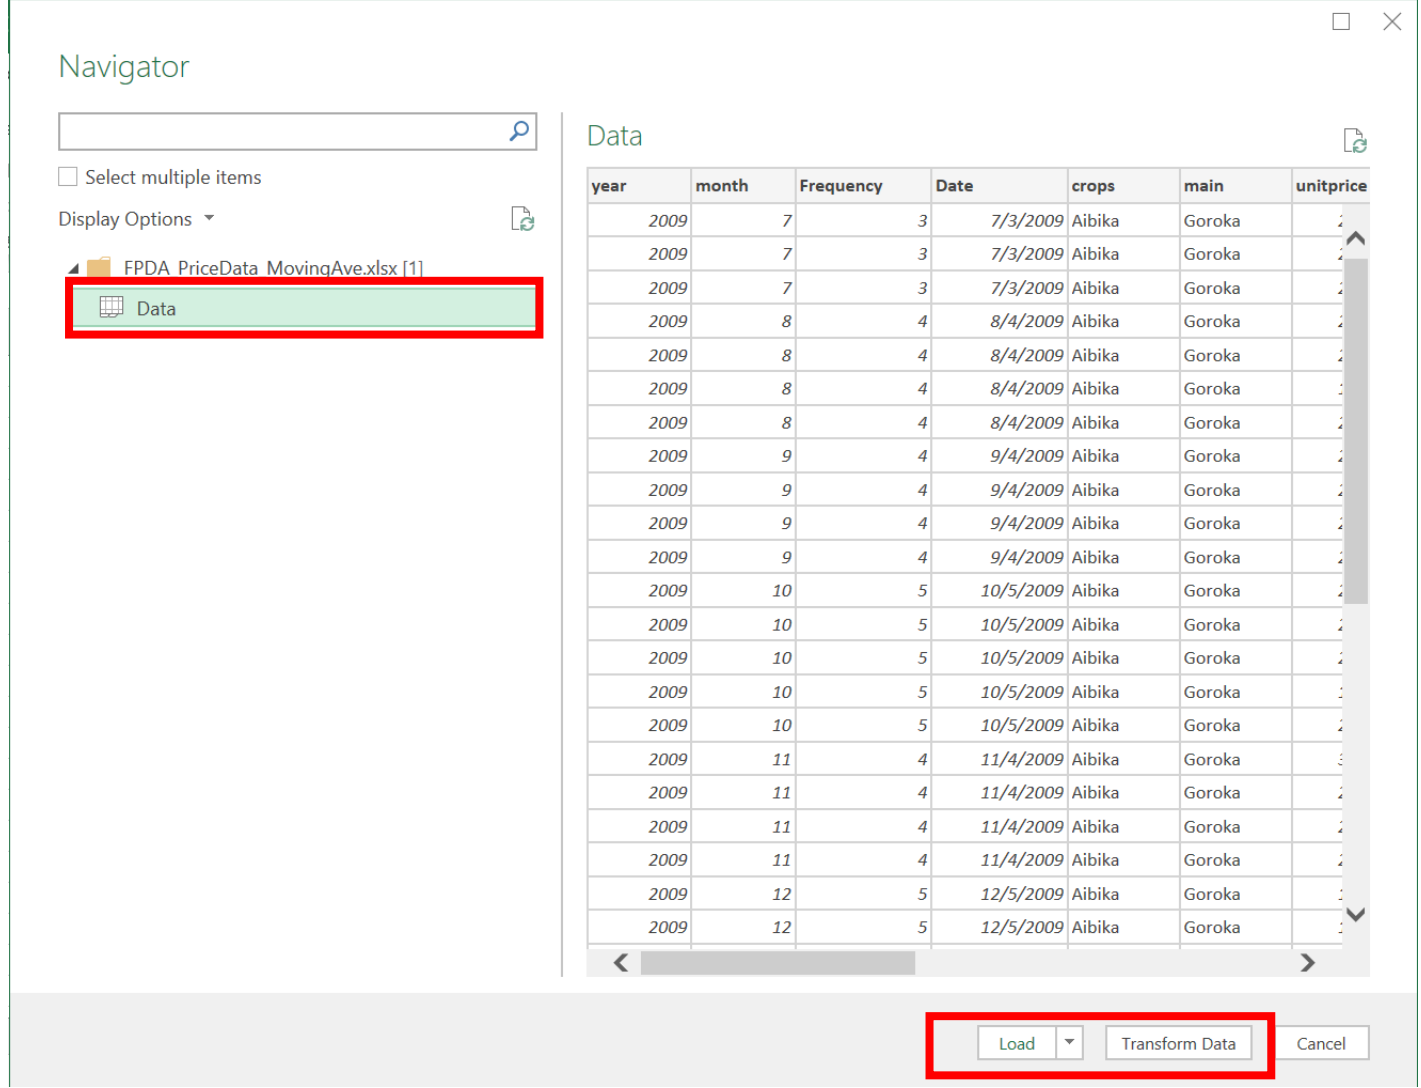 Navigator
Select multiple items
Display Options
FPDA_PriceData_MovingAve.xlsx [1]
Data
Data
year month Frequency Date crops main unitprice
2009 7 3 7/3/2009 Aibika Goroka
2009 7 3 7/3/2009 Aibika Goroka
2009 7 3 7/3/2009 Aibika Goroka
2009 8 4 8/4/2009 Aibika Goroka
2009 8 4 8/4/2009 Aibika Goroka
2009 8 4 8/4/2009 Aibika Goroka
2009 8 4 8/4/2009 Aibika Goroka
2009 9 4 9/4/2009 Aibika Goroka
2009 9 4 9/4/2009 Aibika Goroka
2009 9 4 9/4/2009 Aibika Goroka
2009 9 4 9/4/2009 Aibika Goroka
2009 10 5 10/5/2009 Aibika Goroka
2009 10 5 10/5/2009 Aibika Goroka
2009 10 5 10/5/2009 Aibika Goroka
2009 10 5 10/5/2009 Aibika Goroka
2009 10 5 10/5/2009 Aibika Goroka
2009 11 4 11/4/2009 Aibika Goroka
2009 11 4 11/4/2009 Aibika Goroka
2009 11 4 11/4/2009 Aibika Goroka
2009 11 4 11/4/2009 Aibika Goroka
2009 12 5 12/5/2009 Aibika Goroka
2009 12 5 12/5/2009 Aibika Goroka
Load Transform Data Cancel